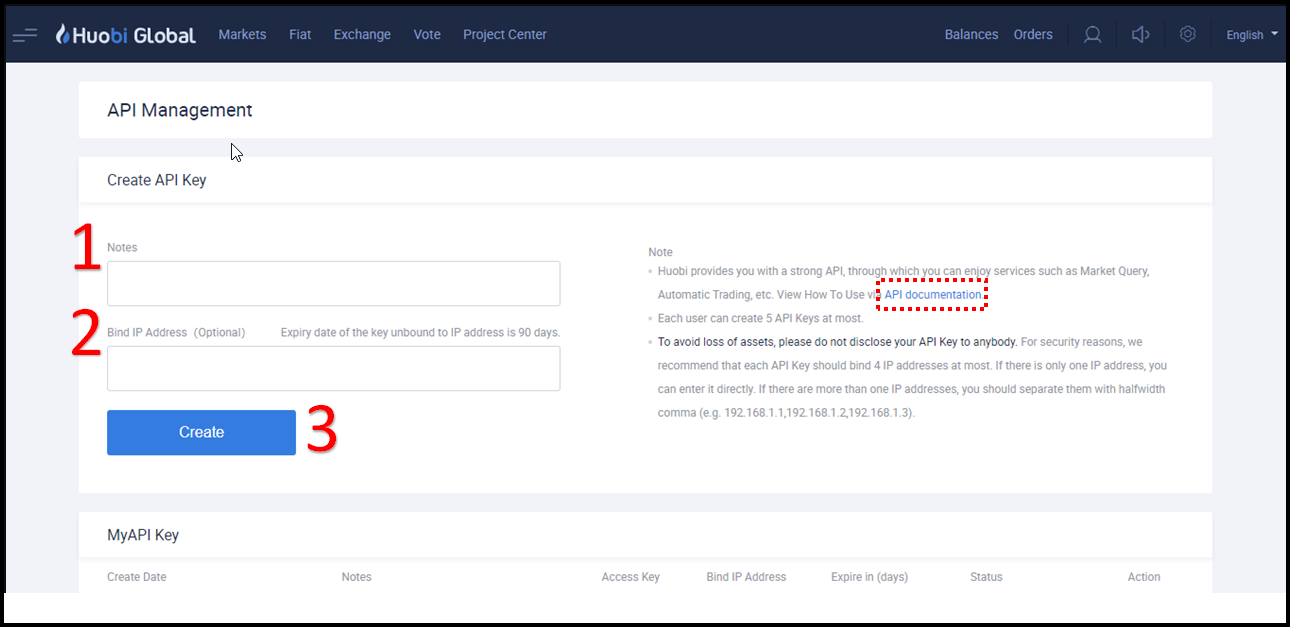 Huobi Global Markets Fiat Exchange Vote Project Center Balances Orders English
API Management
Create API Key
1 Notes
2 Bind IP Address (Optional) Expiry date of the key unbound to IP address is 90 days.
Create 3
Note
Huobi provides you with a strong API, through which you can enjoy services such as Market Query,
Automatic Trading, etc. View How To Use via API documentation.
Each user can create 5 API Keys at most.
To avoid loss of assets, please do not disclose your API Key to anybody. For security reasons, we
recommend that each API Key should bind 4 IP addresses at most. If there is only one IP address, you
can enter it directly. If there are more than one IP addresses, you should separate them with halfwidth
comma (e.g. 192.168.1.1,192.168.1.2,192.168.1.3).
MyAPI Key
Create Date Notes Access Key Bind IP Address Expire in (days) Status Action